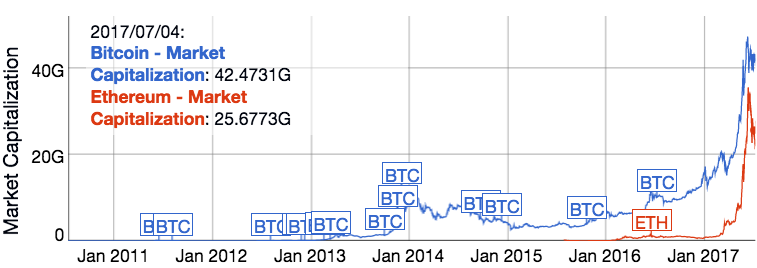 2017/07/04:
Bitcoin - Market
Capitalization: 42.4731G
Ethereum - Market
Capitalization: 25.6773G
Market Capitalization
40G
20G
0
BTC
BTC
BTC
BTC
BTC
BTC
BTC
BTC
BTC
ETH
Jan 2011
Jan 2012
Jan 2013
Jan 2014
Jan 2015
Jan 2016
Jan 2017